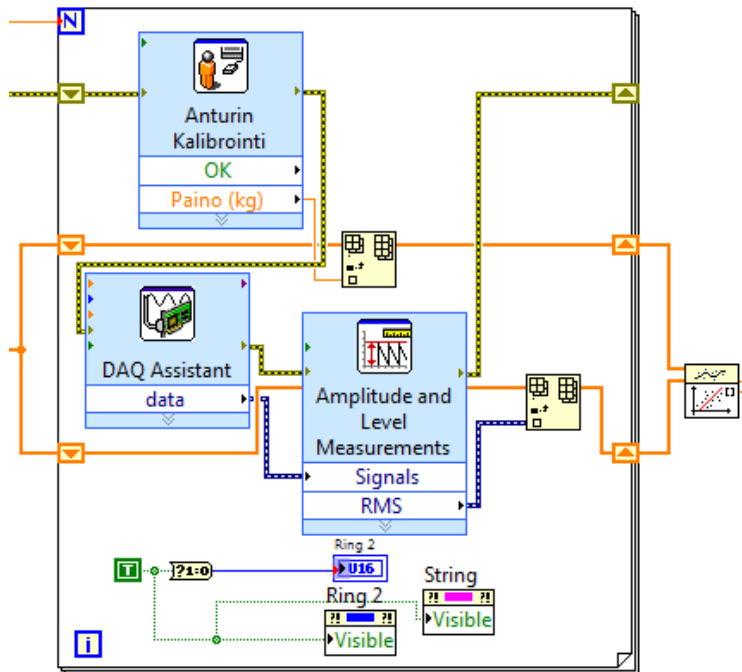 N
Anturin
Kalibrointi
OK
Paino (kg)
DAQ Assistant
data
Amplitude and
Level
Measurements
Signals
RMS
Ring 2
T
?1:0
U16
String
Ring 2
?! ?!
?! ?!
Visible
Visible
i